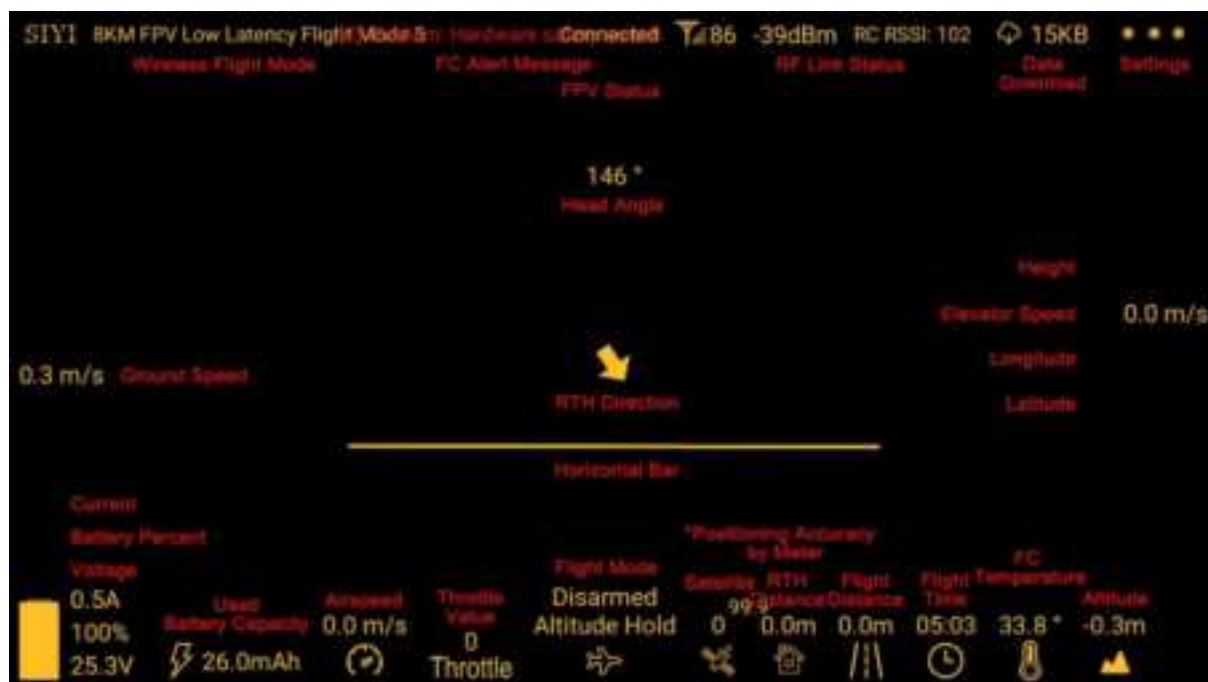 SIYI 8KM FPV Low Latency Flight Mode 5 Connected 86 -39dBm RC RSSI: 102 15KB
Wireless Flight Mode FC Alert Message RF Line Status Data Settings
FPV Status Download
146 °
Head Angle
Height
Elevator Speed 0.0 m/s
Longitude
0.3 m/s Ground Speed
RTH Direction Latitude
Horizontal Bar
Current
Battery Percent *Positioning Accuracy
by Meter
Voltage Flight Mode FC
Temperature
Satellite RTH Flight Flight
0.5A Used Airspeed Throttle Disarmed 99.9 Distance Distance Time Altitude
100% Battery Capacity 0.0 m/s Value Altitude Hold 0 0.0m 0.0m 05:03 33.8 ° -0.3m
0
25.3V 26.0mAh Throttle